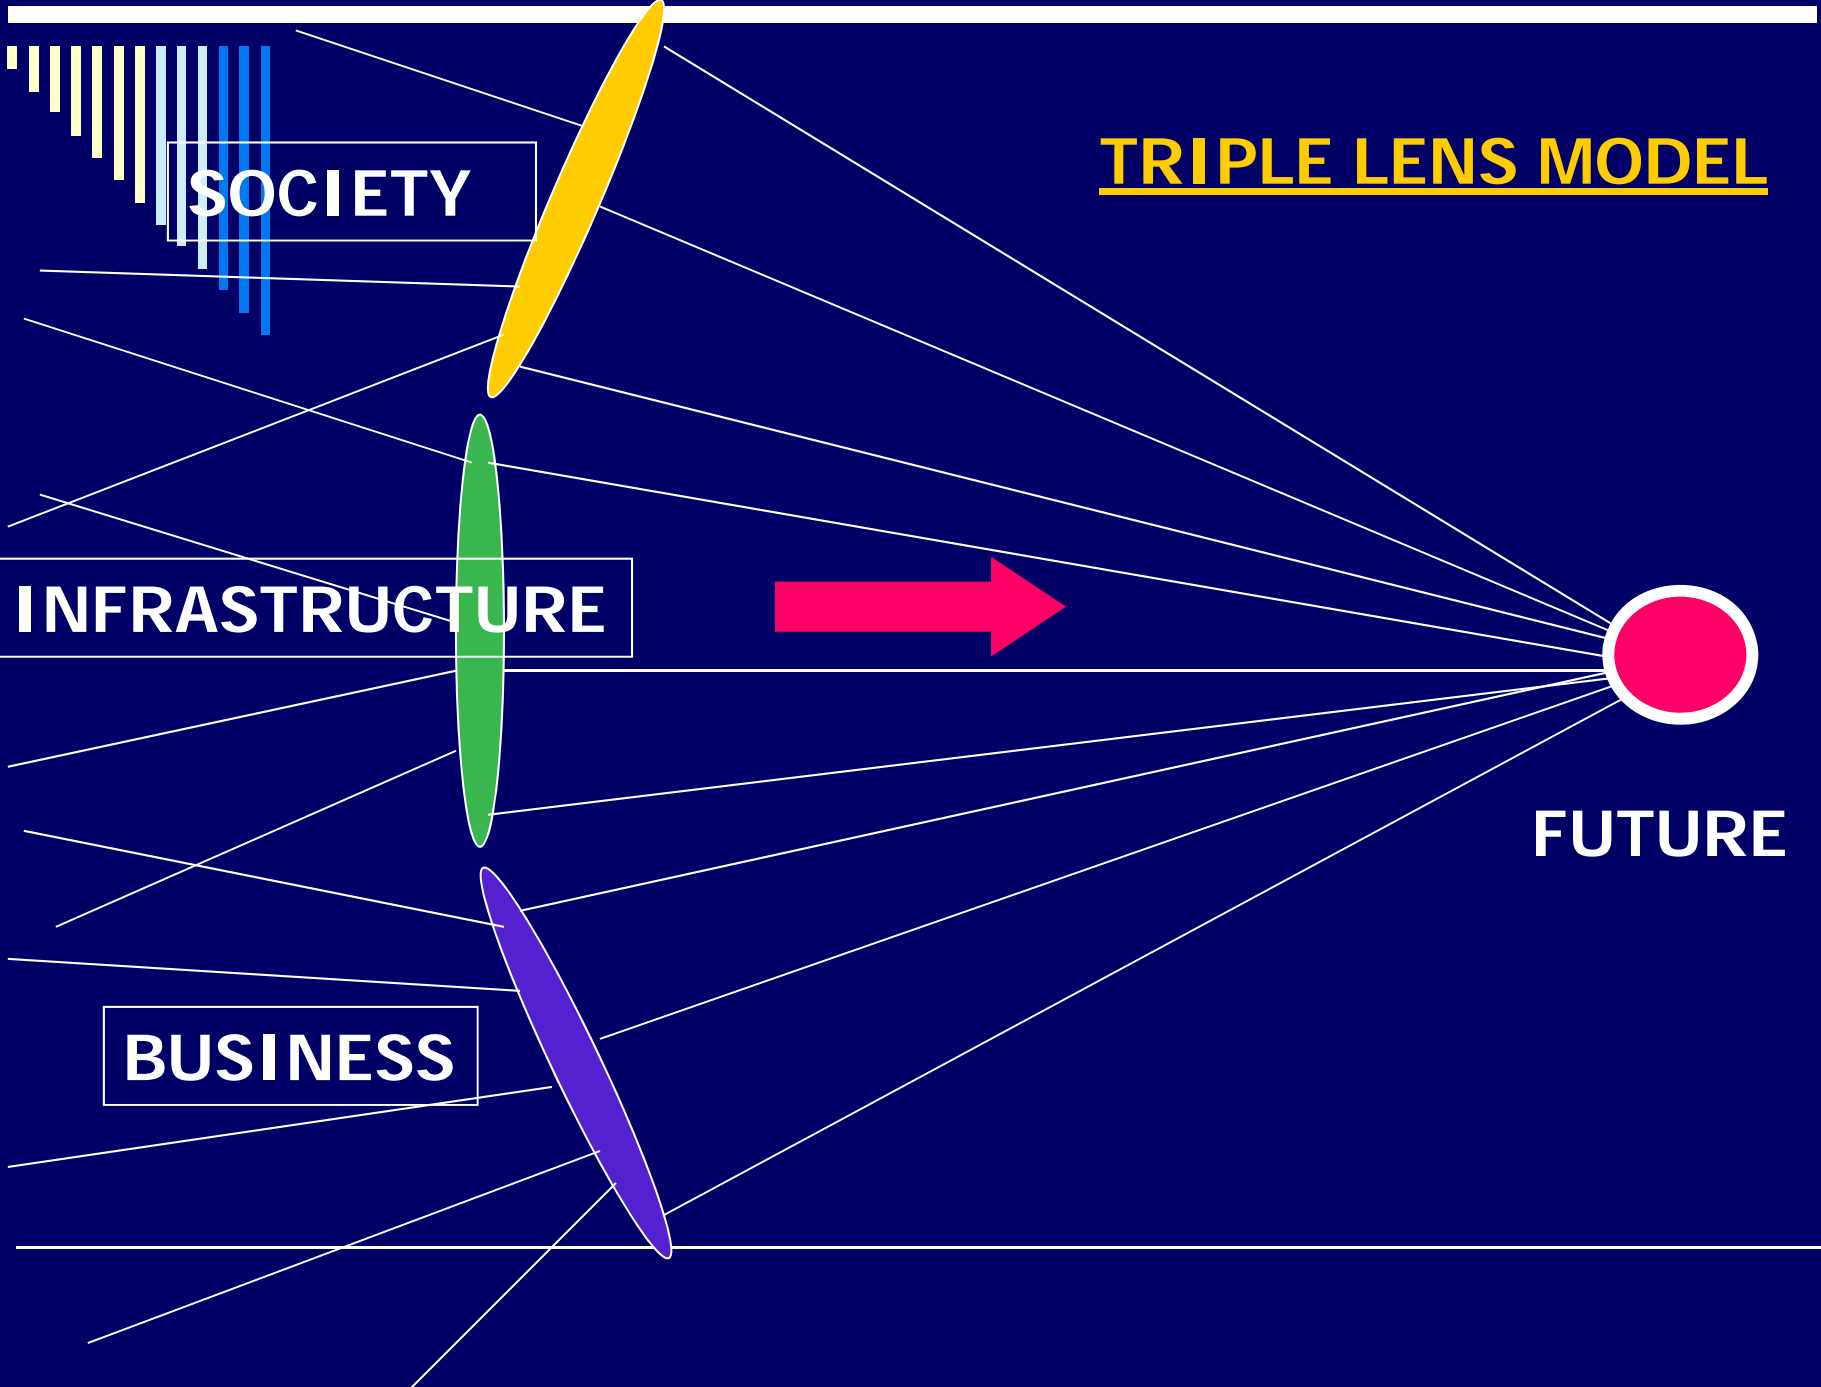 TRIPLE LENS MODEL
SOCIETY
INFRASTRUCTURE
FUTURE
BUSINESS